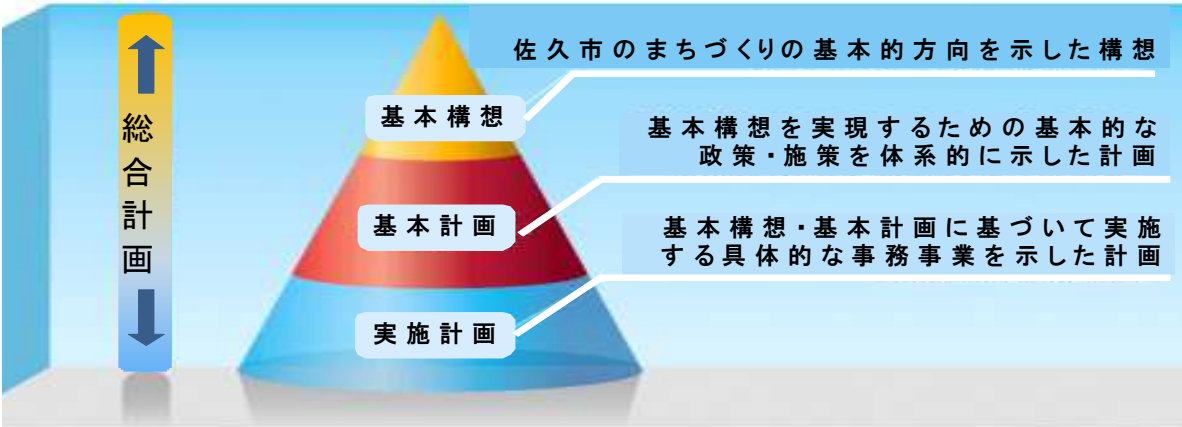 総合計画
佐久市のまちづくりの基本的方向を示した構想
基本構想
基本構想を実現するための基本的な
政策・施策を体系的に示した計画
基本計画
基本構想・基本計画に基づいて実施
する具体的な事務事業を示した計画
実施計画